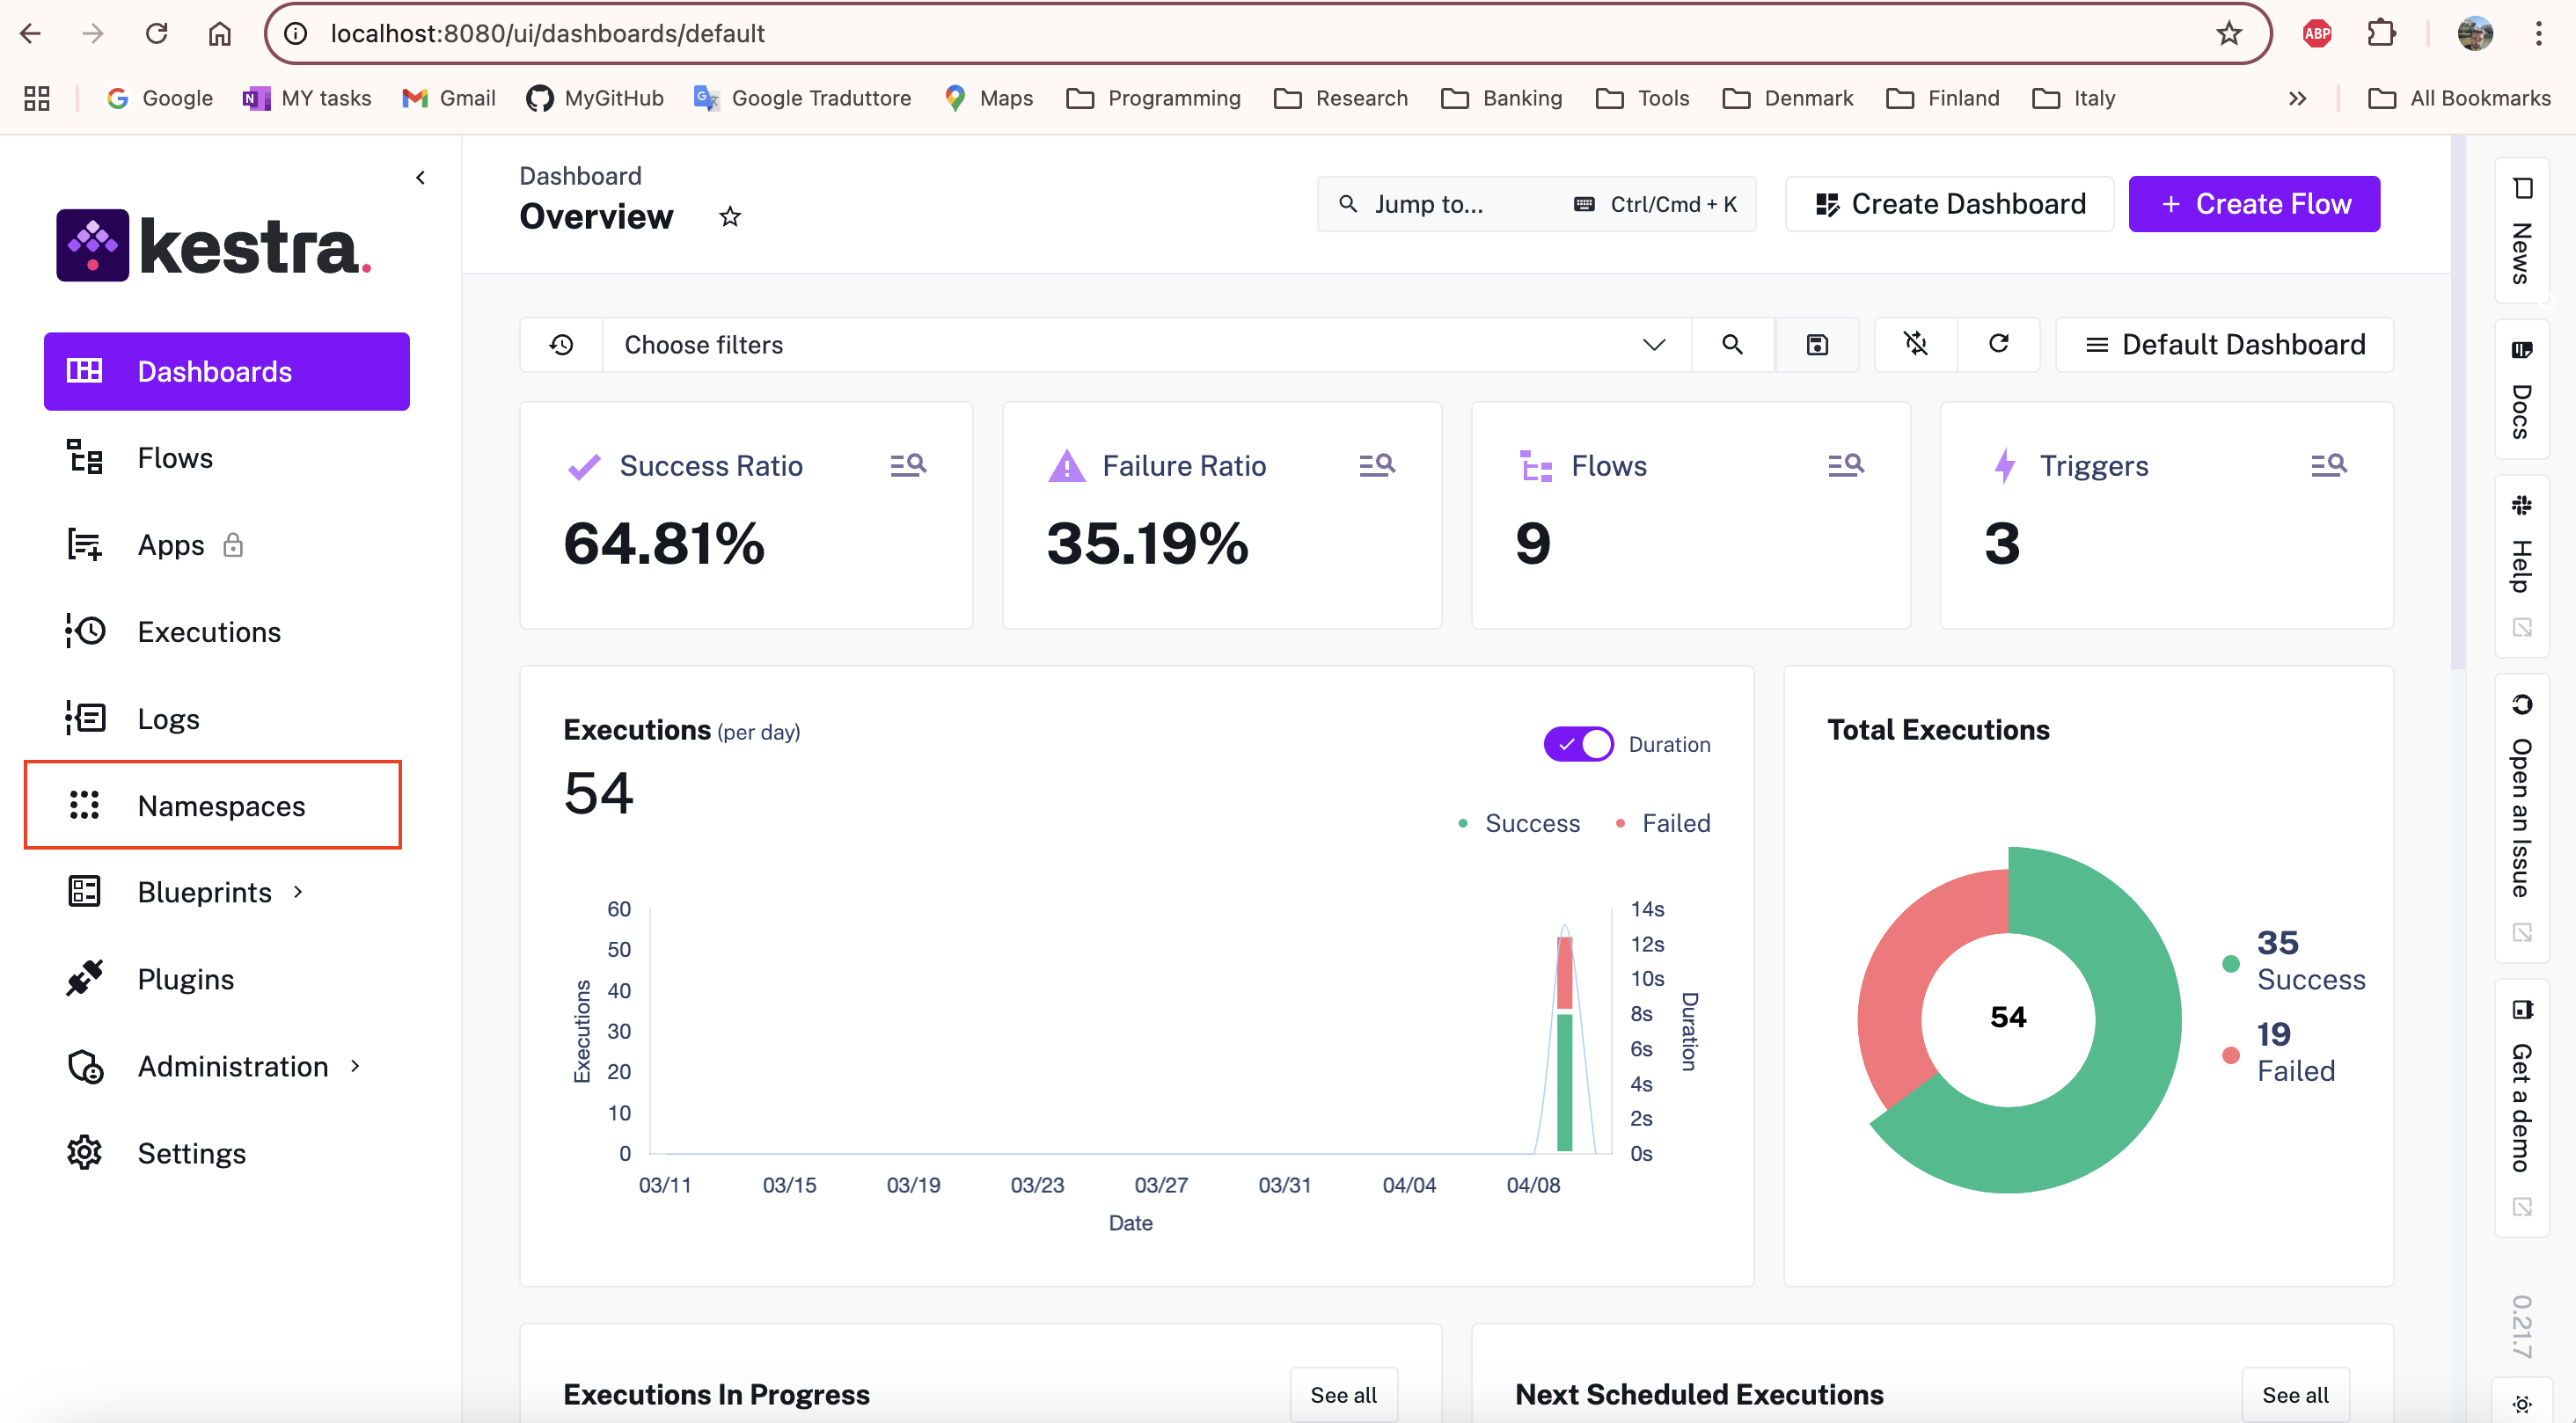 localhost:8080/ui/dashboards/default
ABP
Google
MY tasks
Gmail
MyGitHub
Google Traduttore
Maps
Programming
Research
Banking
Tools
Denmark
Finland
Italy
All Bookmarks
kestra.
Dashboards
Flows
Apps
Executions
Logs
Namespaces
Blueprints
Plugins
Administration
Settings
Dashboard
Overview
Jump to...
Ctrl/Cmd + K
Create Dashboard
+ Create Flow
Choose filters
Default Dashboard
Success Ratio
64.81%
Failure Ratio
35.19%
Flows
9
Triggers
3
Executions (per day)
54
Duration
Success
Failed
60
50
40
30
20
10
0
Executions
14s
12s
10s
8s
6s
4s
2s
0s
Duration
03/11
03/15
03/19
03/23
03/27
03/31
04/04
04/08
Date
Total Executions
54
35
Success
19
Failed
Executions In Progress
See all
Next Scheduled Executions
See all
News
Docs
Help
Open an Issue
Get a demo
0.21.7